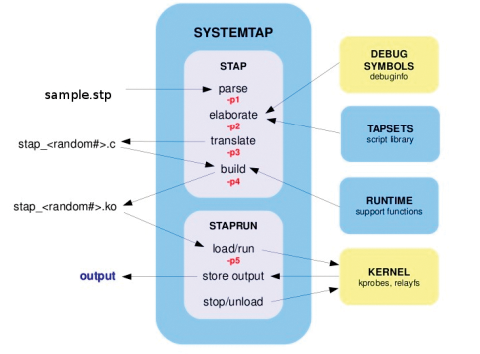 SYSTEMTAP
STAP
parse
-p1
elaborate
-p2
translate
-p3
build
-p4
STAPRUN
load/run
-p5
store output
stop/unload
sample.stp
stap_<random#>.c
stap_<random#>.ko
output
DEBUG
SYMBOLS
debuginfo
TAPSETS
script library
RUNTIME
support functions
KERNEL
kprobes, relayfs